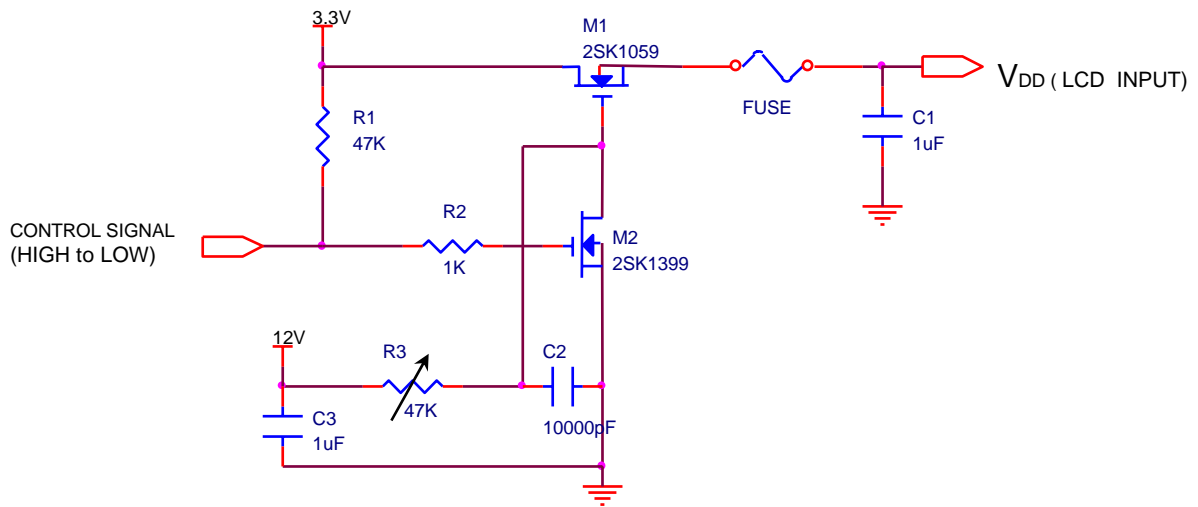 3.3V
M1
2SK1059
FUSE
VDD ( LCD INPUT)
R1
47K
C1
1uF
CONTROL SIGNAL
(HIGH to LOW)
R2
1K
M2
2SK1399
12V
R3
47K
C2
10000pF
C3
1uF